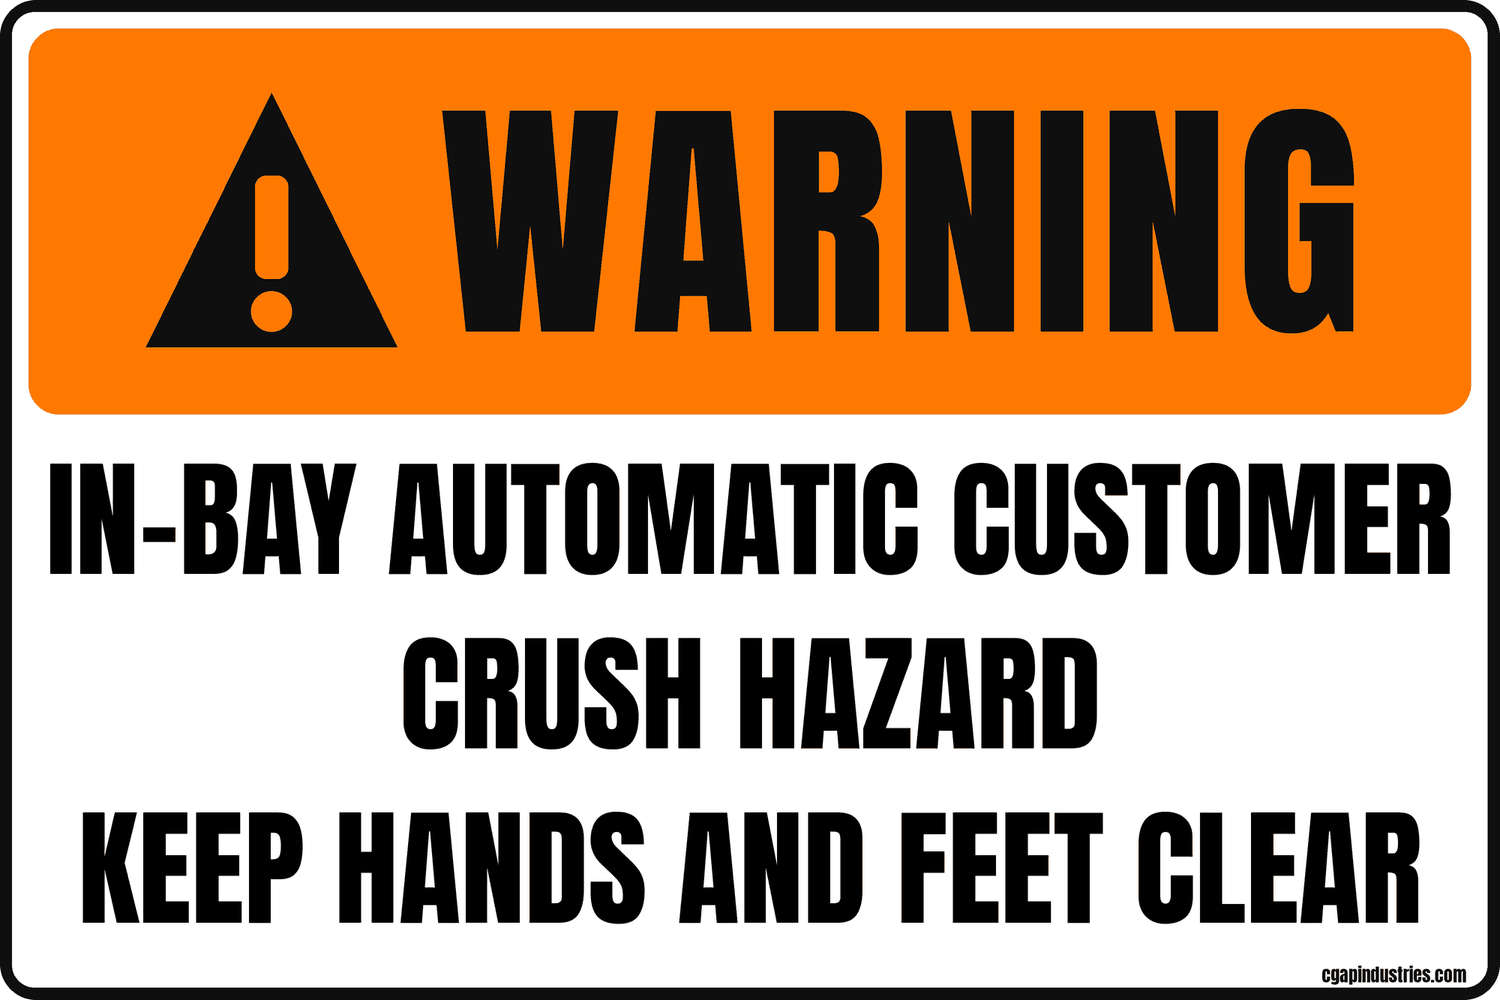 WARNING
IN-BAY AUTOMATIC CUSTOMER
CRUSH HAZARD
KEEP HANDS AND FEET CLEAR
cgapindustries.com